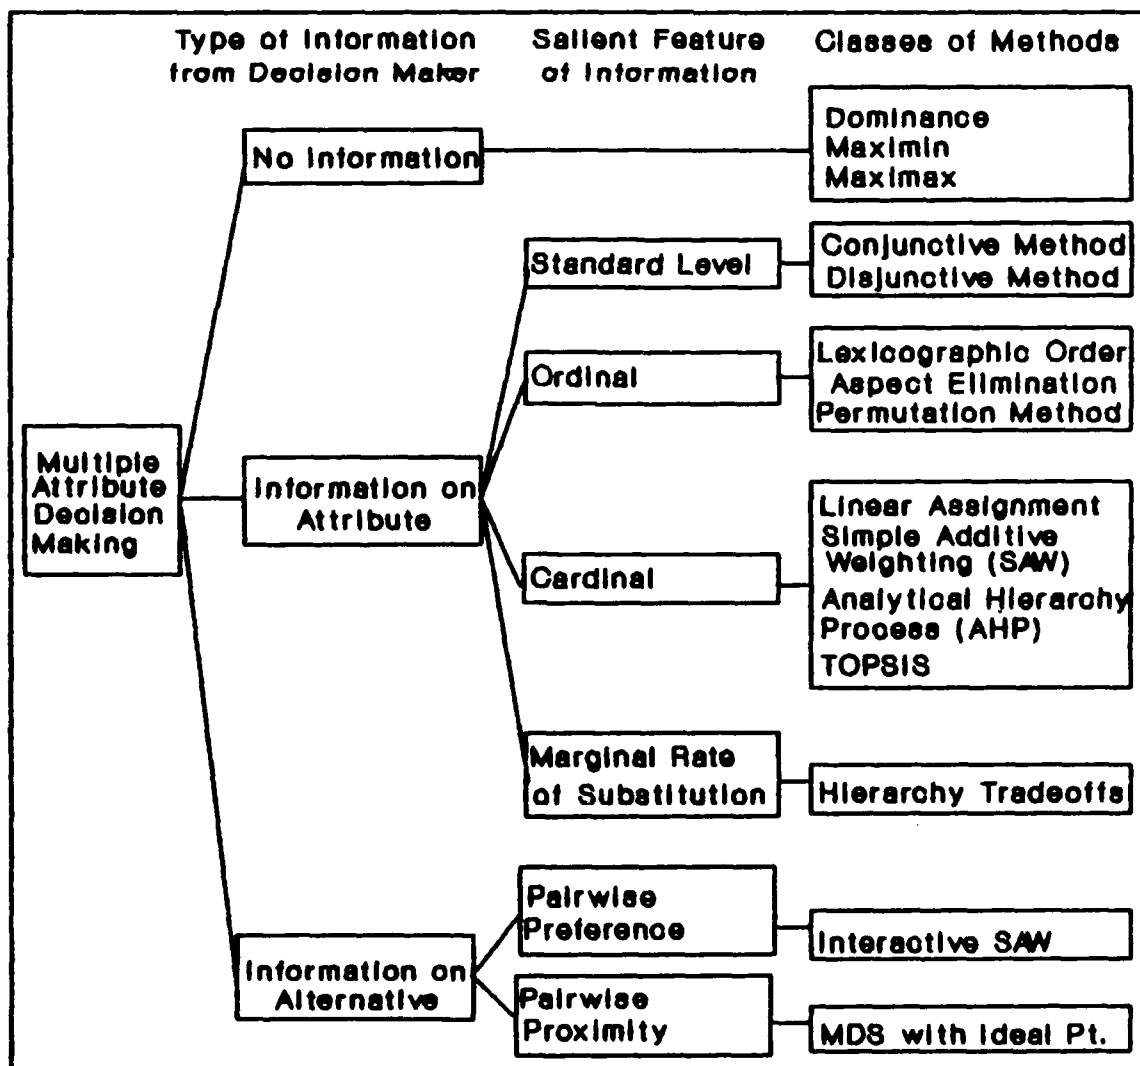 Type of Information
from Decision Maker
Salient Feature
of Information
Classes of Methods
No Information
Dominance
Maximin
Maximax
Standard Level
Conjunctive Method
Disjunctive Method
Ordinal
Lexicographic Order
Aspect Elimination
Permutation Method
Multiple
Attribute
Decision
Making
Information on
Attribute
Cardinal
Linear Assignment
Simple Additive
Weighting (SAW)
Analytical Hierarchy
Process (AHP)
TOPSIS
Marginal Rate
of Substitution
Hierarchy Tradeoffs
Information on
Alternative
Pairwise
Preference
Interactive SAW
Pairwise
Proximity
MDS with Ideal Pt.